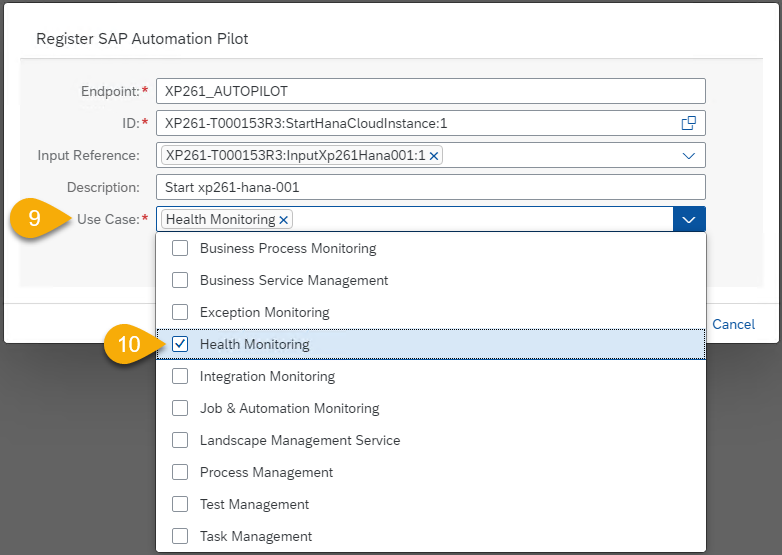 Register SAP Automation Pilot
Endpoint:* XP261_AUTOPILOT
ID:* XP261-T000153R3:StartHanaCloudInstance:1
Input Reference: XP261-T000153R3:InputXp261Hana001:1 ×
Description: Start xp261-hana-001
9 Use Case:* Health Monitoring ×
Business Process Monitoring
Business Service Management
Exception Monitoring
Cancel
10 Health Monitoring
Integration Monitoring
Job & Automation Monitoring
Landscape Management Service
Process Management
Test Management
Task Management